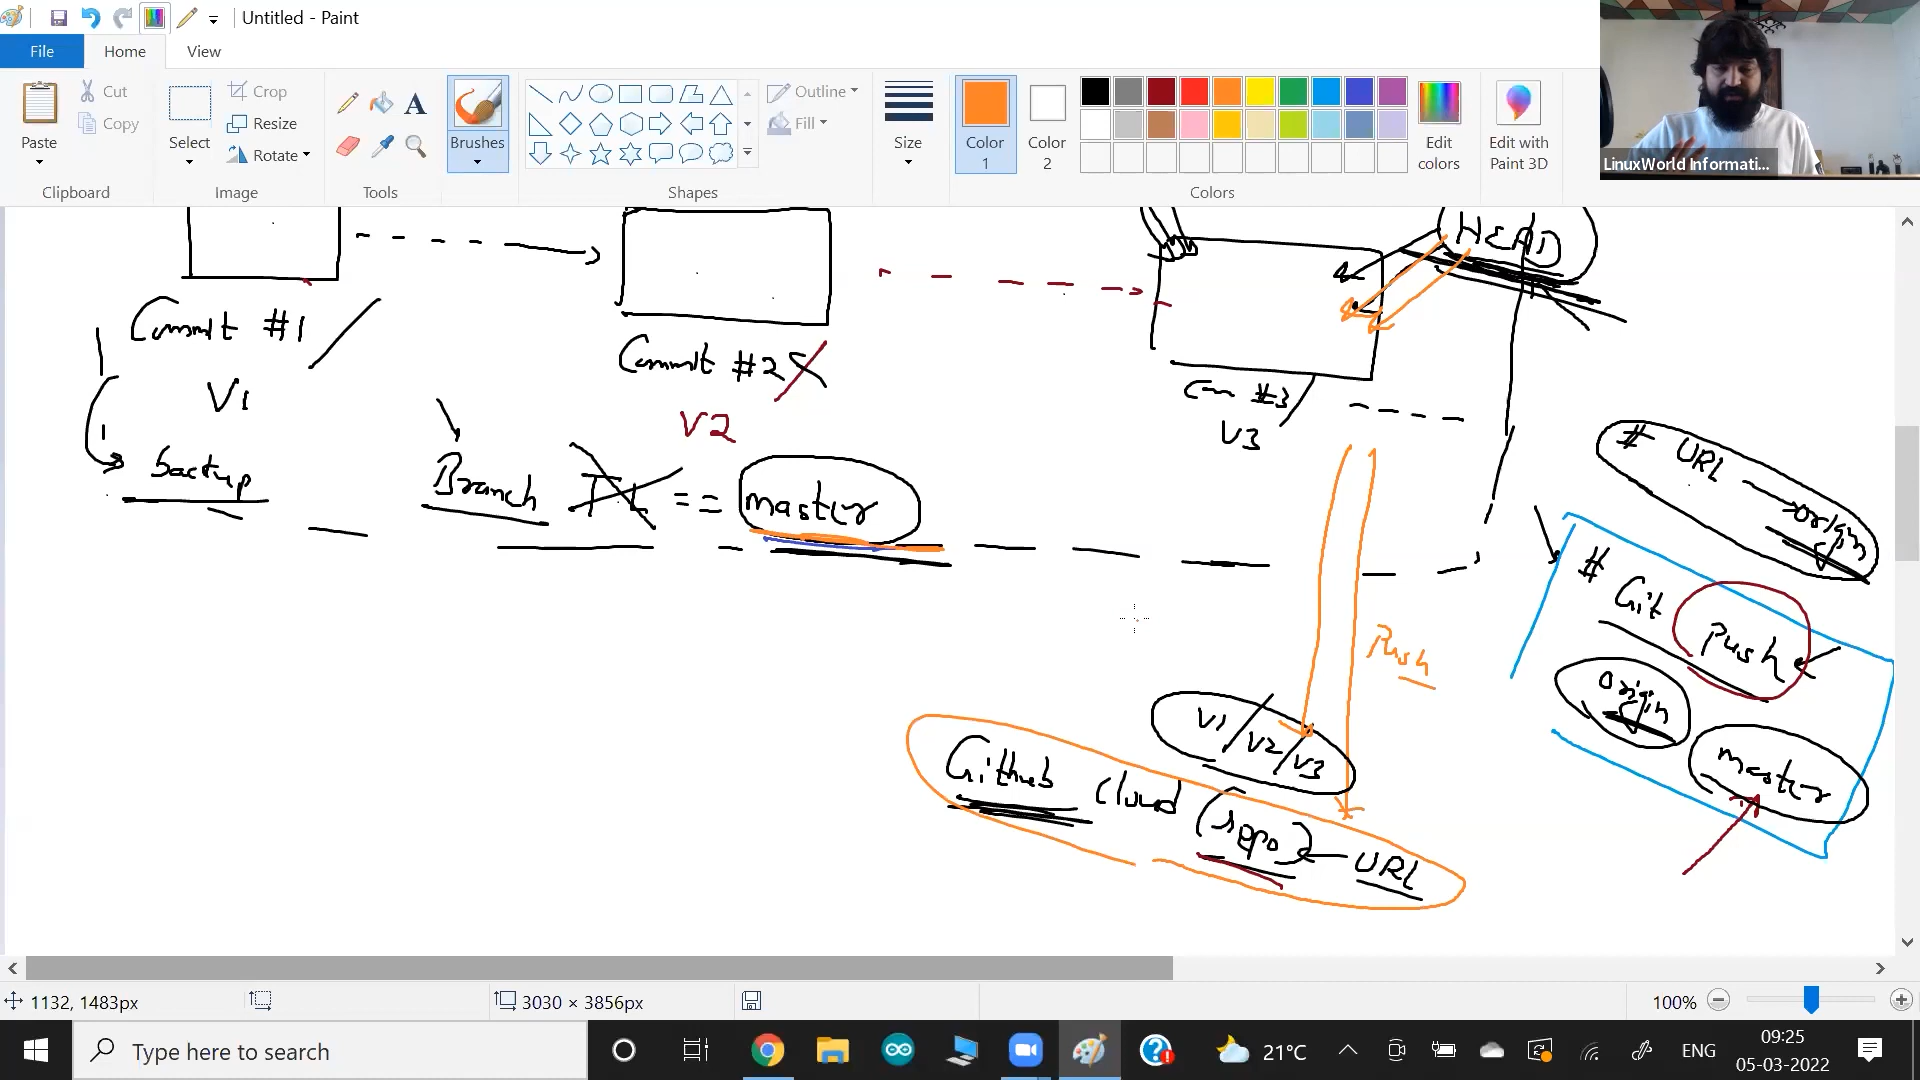 Untitled - Paint
File Home View
Paste
Cut
Copy
Clipboard
Select
Crop
Resize
Rotate
Image
Tools
Brushes
Shapes
Outline
Fill
Size
Color 1
Color 2
Colors
Edit colors
Edit with Paint 3D
LinuxWorld Informati...
HEAD
Commit #1
V1
backup
Commit #2
V2
Com #3
V3
Branch == master
# URL origin
# Git Push
origin
master
Push
V1/V2/V3
Github Cloud (repo) URL
1132, 1483px
3030 × 3856px
100%
Type here to search
21°C
ENG
09:25
05-03-2022